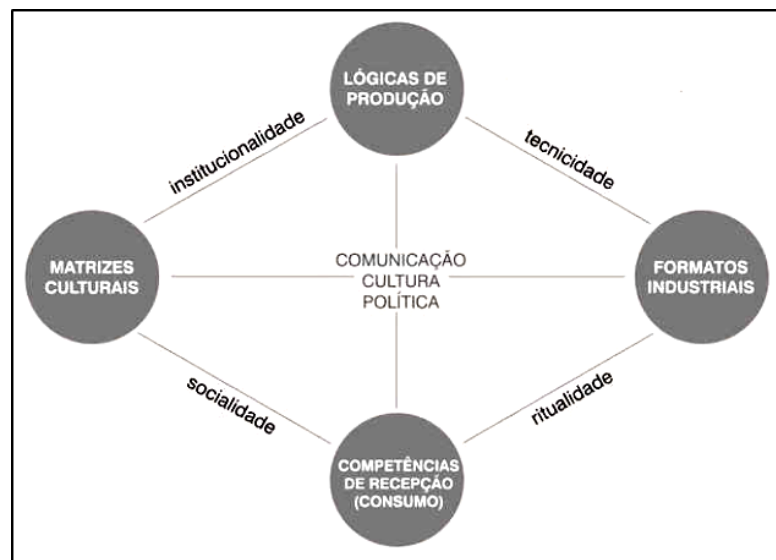 LÓGICAS DE
PRODUÇÃO
institucionalidade
tecnicidade
MATRIZES
CULTURAIS
COMUNICAÇÃO
CULTURA
POLÍTICA
FORMATOS
INDUSTRIAIS
socialidade
ritualidade
COMPETÊNCIAS
DE RECEPÇÃO
(CONSUMO)